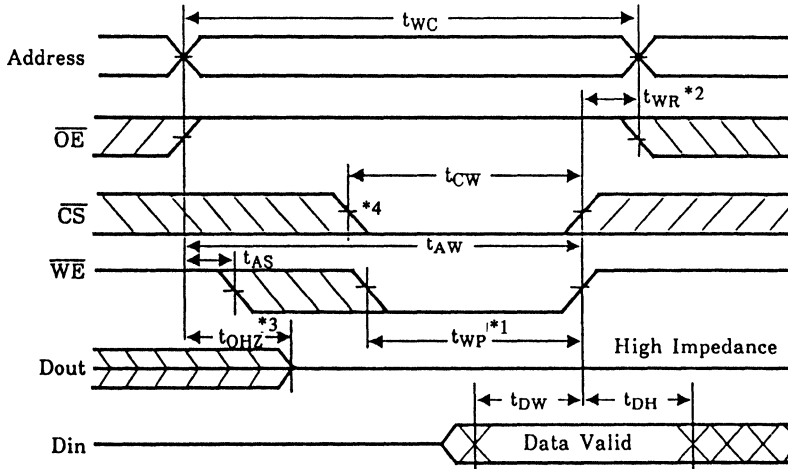 tWC
Address
tWR *2
OE
tCW
CS
*4
tAW
tAS
WE
tOHZ *3
tWP *1
High Impedance
Dout
tDW
tDH
Din
Data Valid